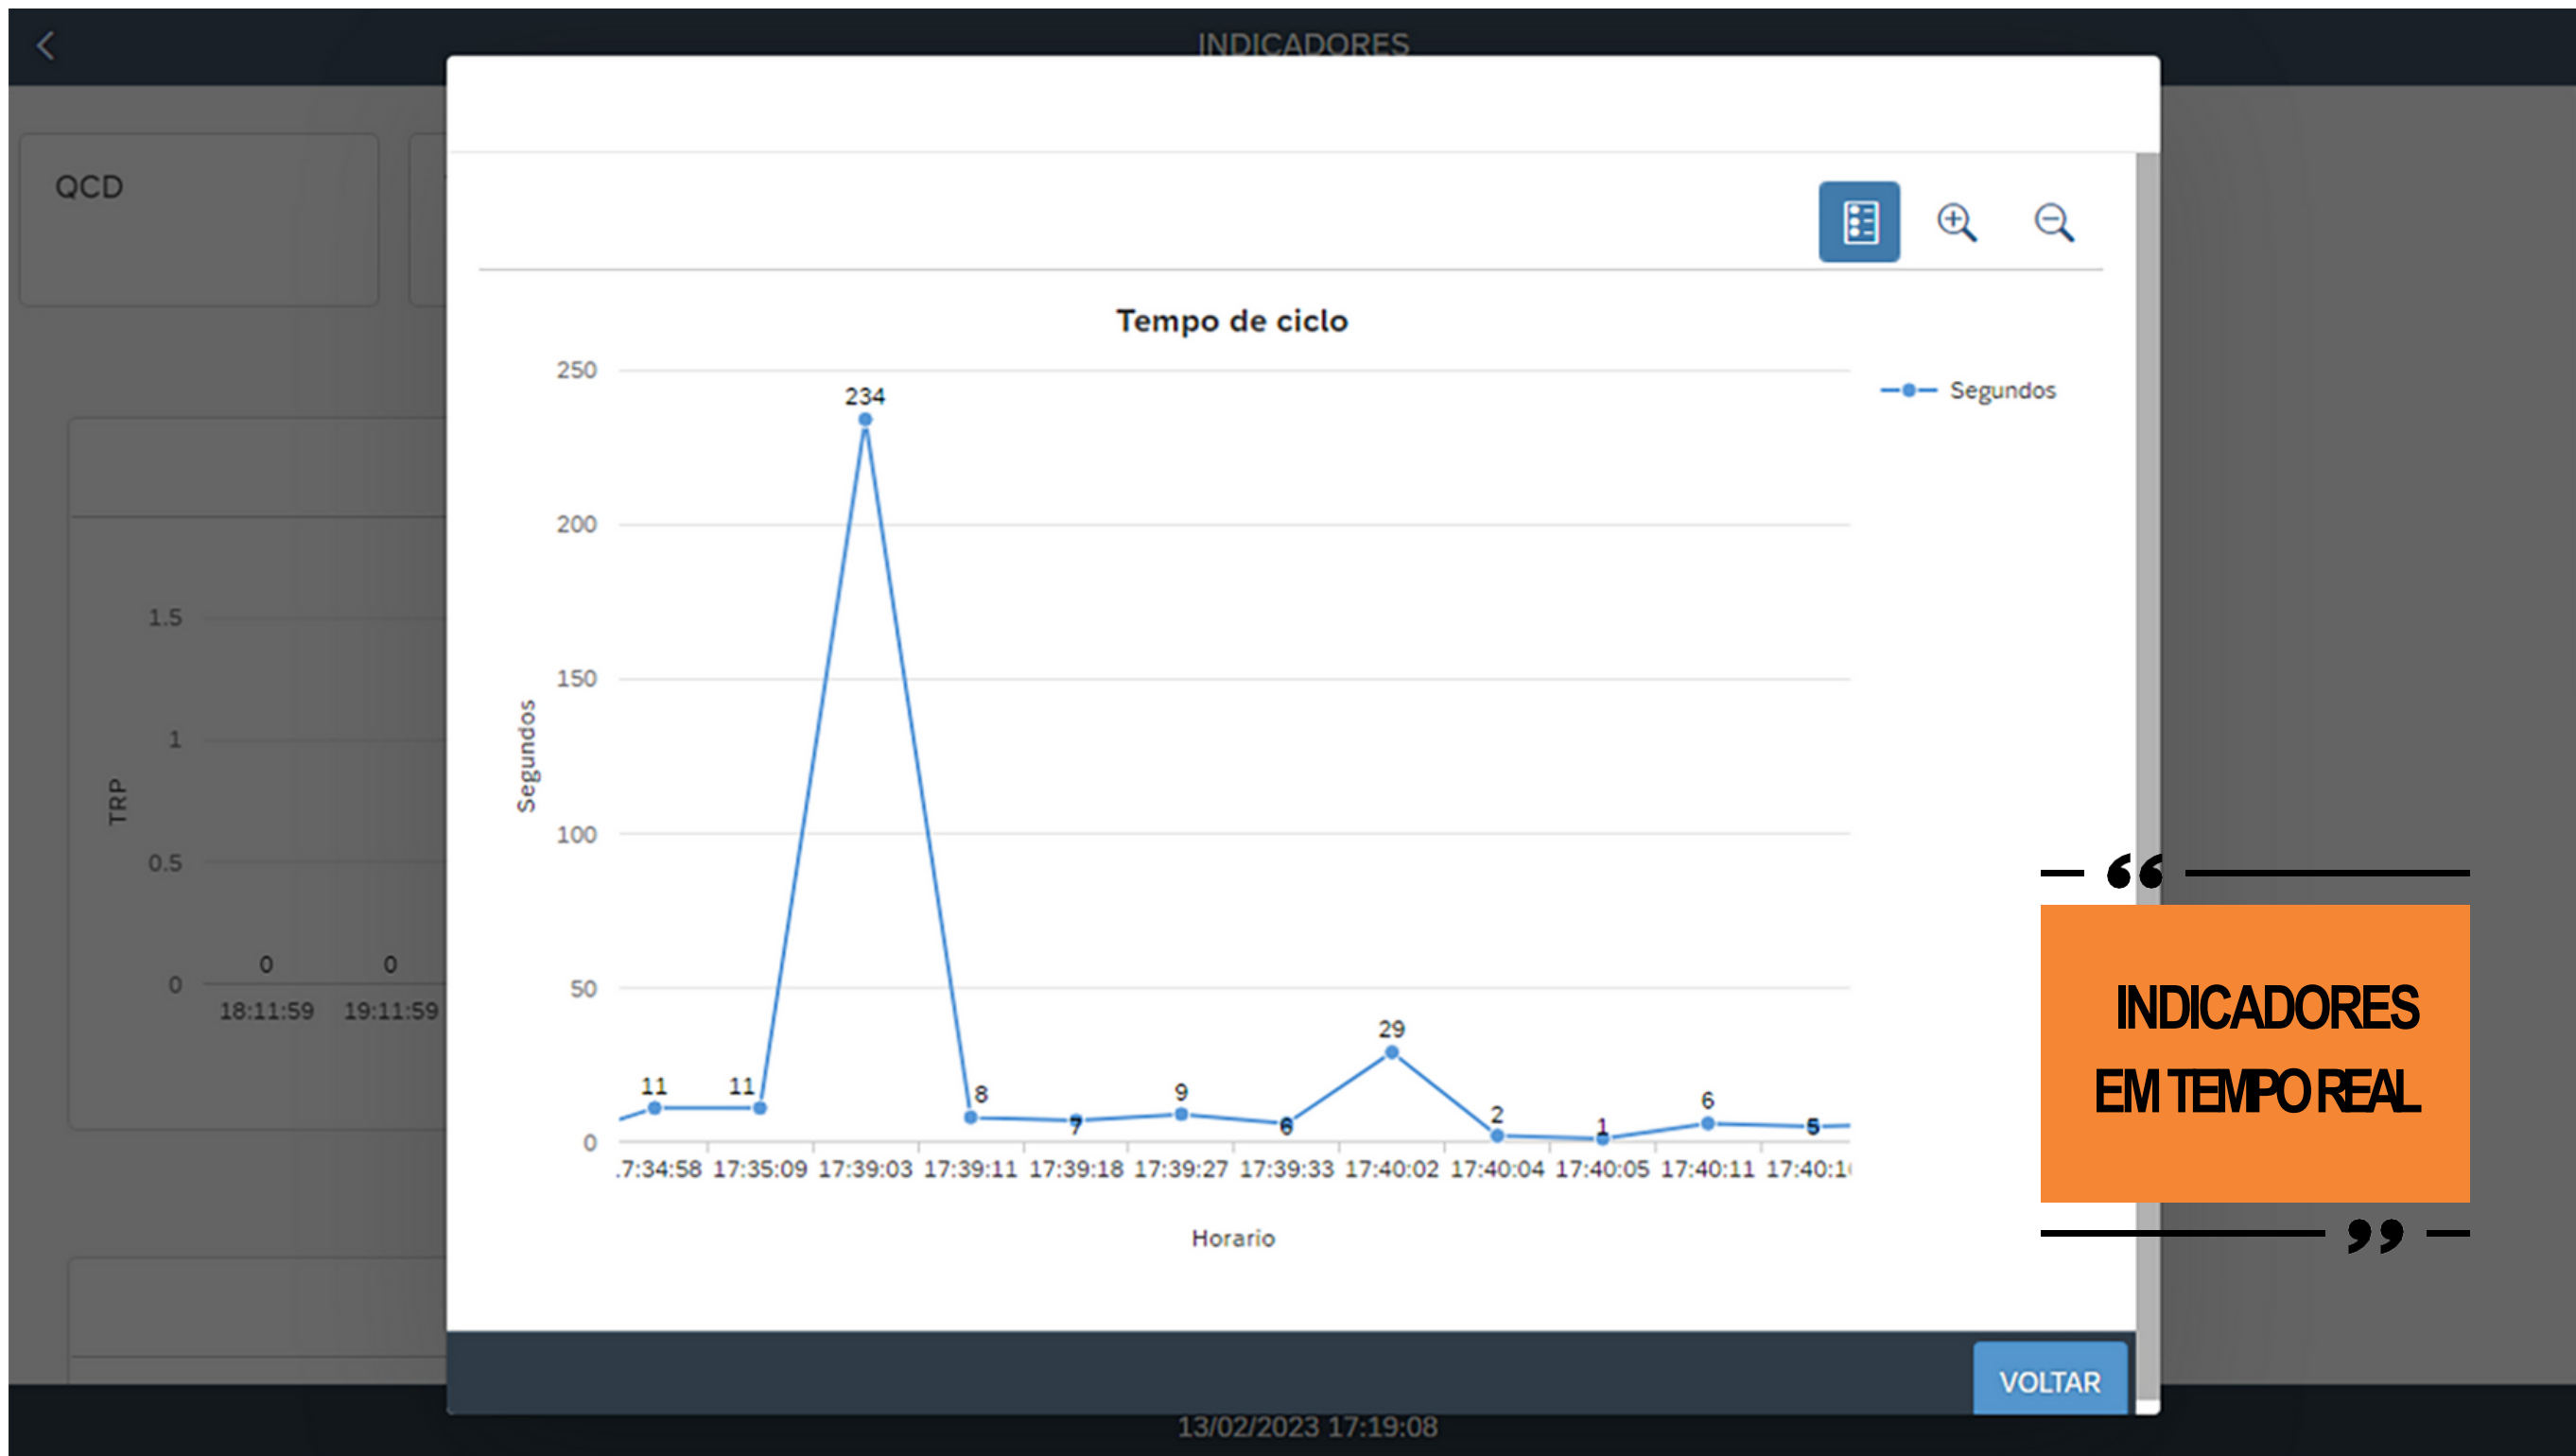 INDICADORES
QCD
Tempo de ciclo
250
200
150
100
50
0
Segundos
234
11
11
8
7
9
6
29
2
1
6
5
.7:34:58 17:35:09 17:39:03 17:39:11 17:39:18 17:39:27 17:39:33 17:40:02 17:40:04 17:40:05 17:40:11
Horario
Segundos
1.5
1
0.5
0
TRP
0 0
18:11:59 19:11:59
“
INDICADORES
EM TEMPO REAL
”
VOLTAR
13/02/2023 17:19:08